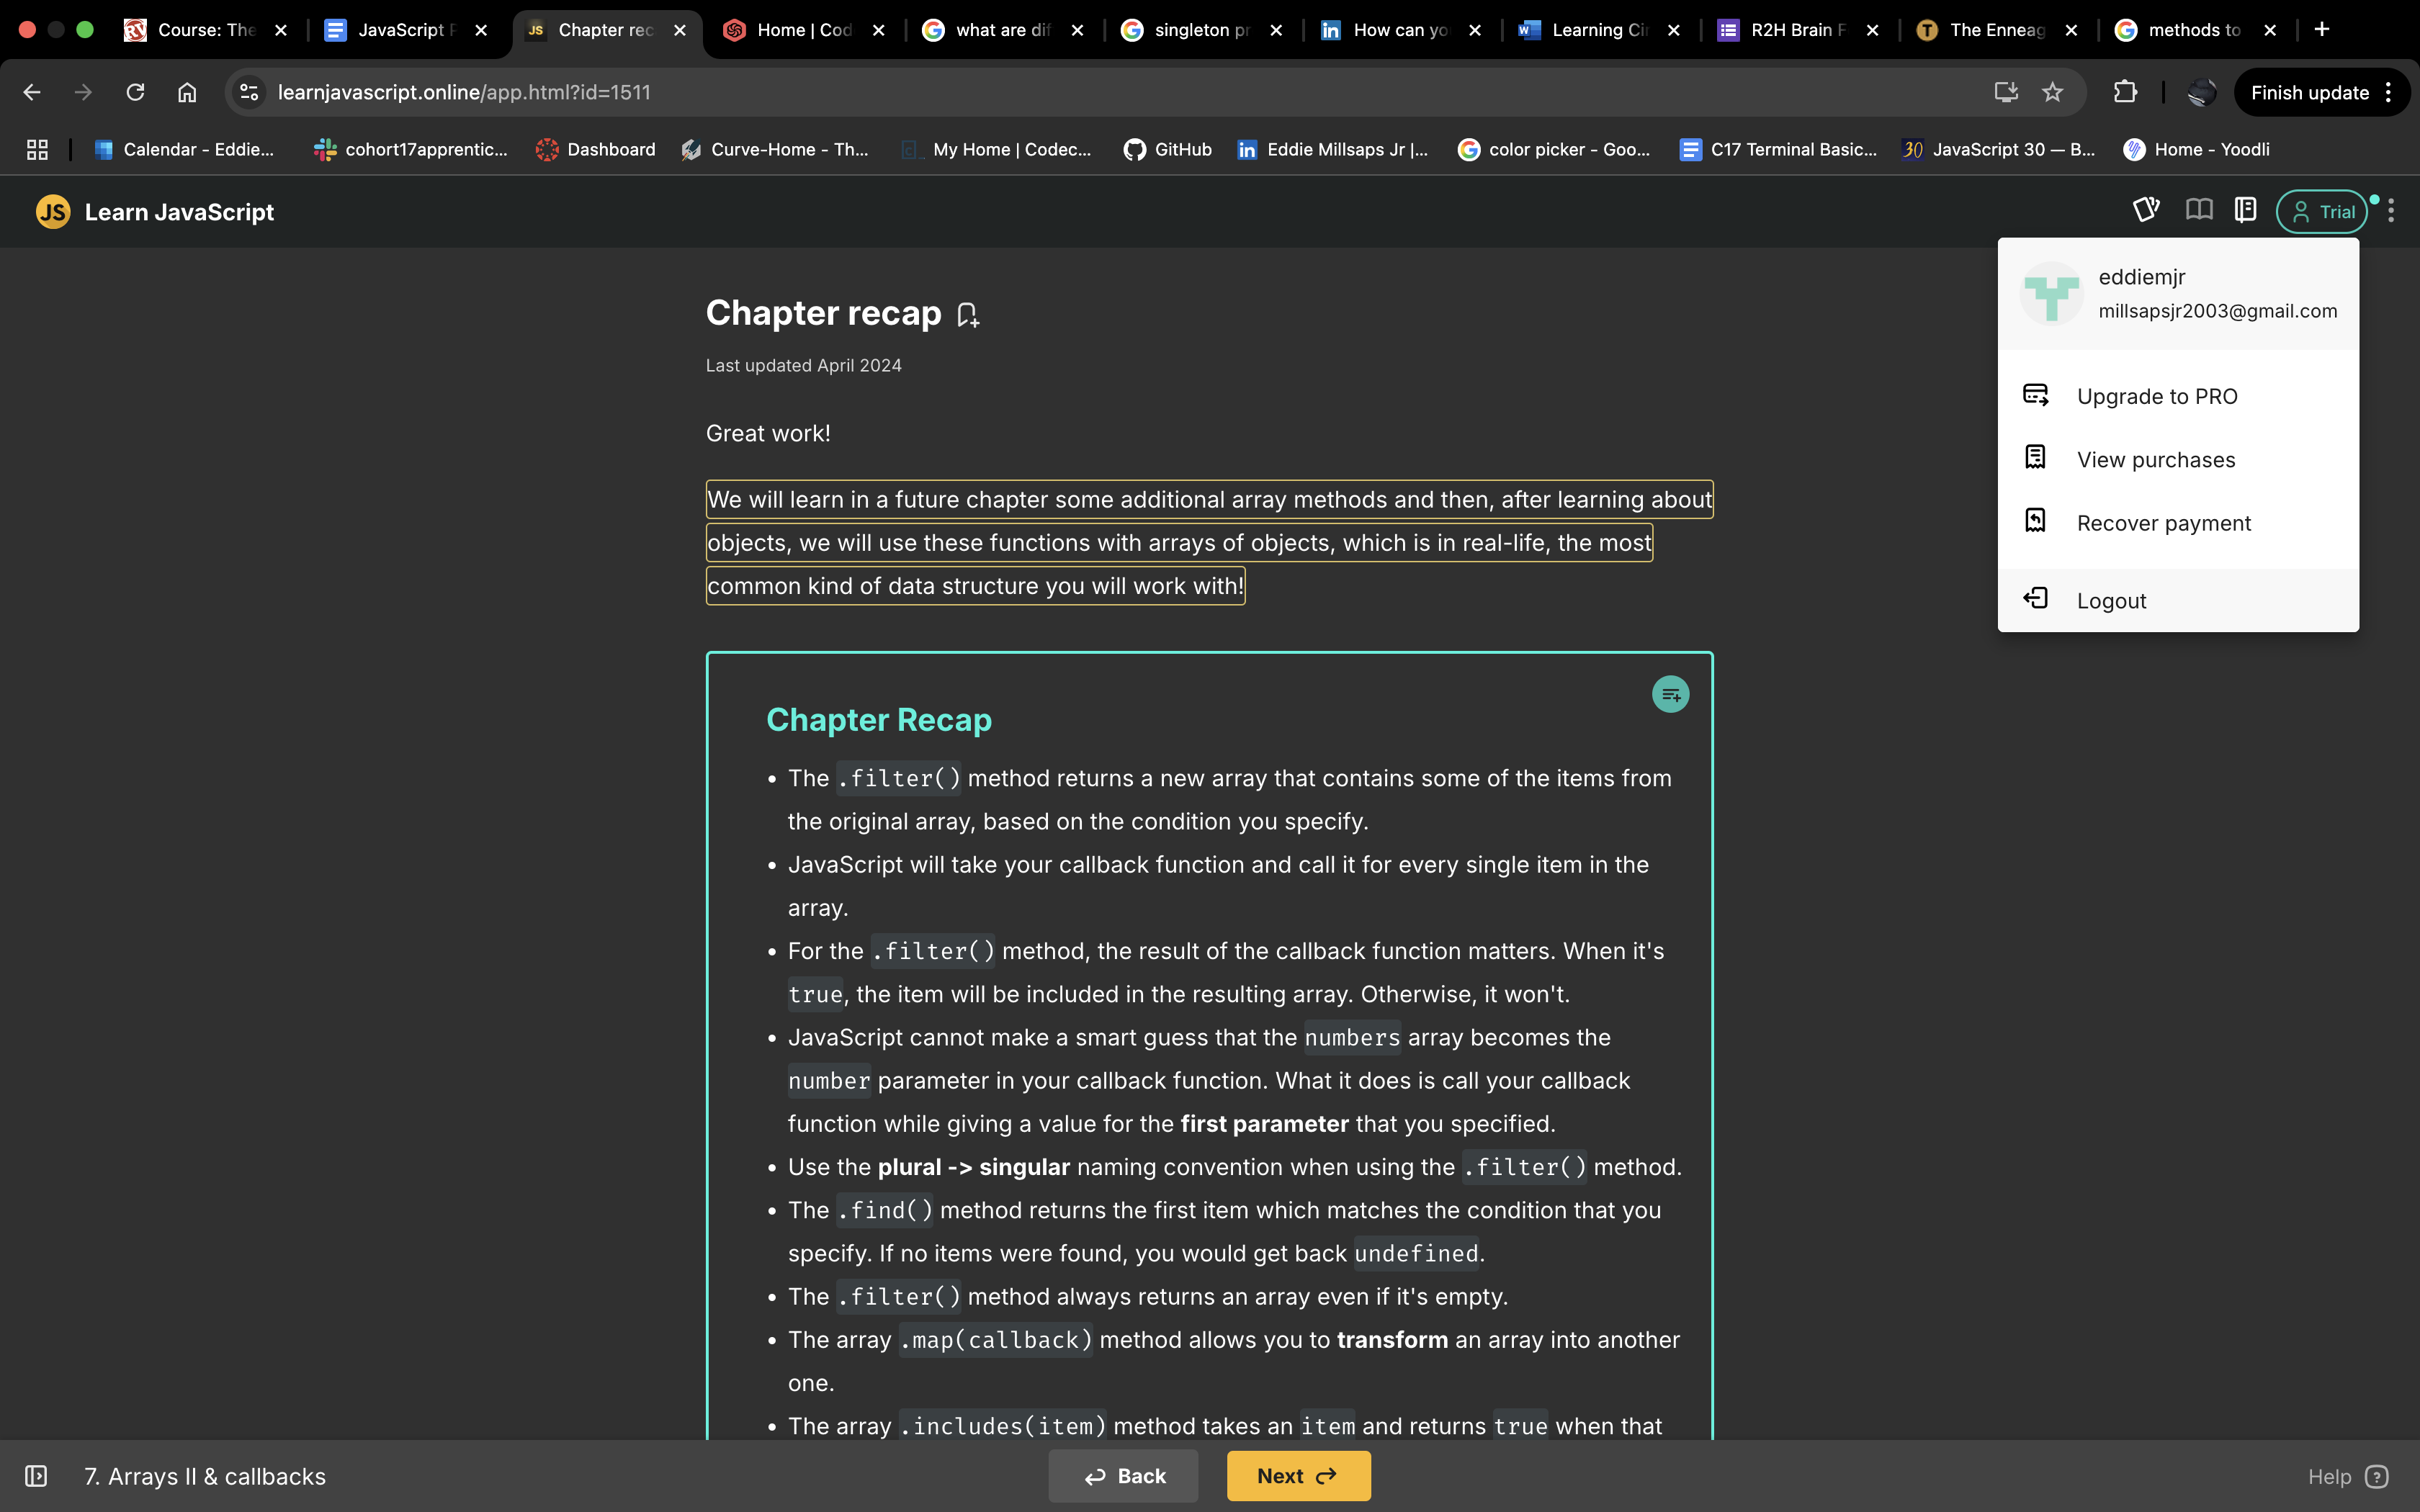 Course: The
JavaScript F
JS
Chapter rec
Home | Cod
what are dif
singleton pr
How can yo
Learning Cir
R2H Brain F
T
The Enneag
methods to
learnjavascript.online/app.html?id=1511
Finish update
Calendar - Eddie...
cohort17apprentic...
Dashboard
Curve-Home - Th...
My Home | Codec...
GitHub
Eddie Millsaps Jr |...
color picker - Goo...
C17 Terminal Basic...
30
JavaScript 30 — B...
Home - Yoodli
JS
Learn JavaScript
Trial
eddiemjr
millsapsjr2003@gmail.com
Upgrade to PRO
View purchases
Recover payment
Logout
Chapter recap
Last updated April 2024
Great work!
We will learn in a future chapter some additional array methods and then, after learning about
objects, we will use these functions with arrays of objects, which is in real-life, the most
common kind of data structure you will work with!
Chapter Recap
• The .filter() method returns a new array that contains some of the items from
the original array, based on the condition you specify.
• JavaScript will take your callback function and call it for every single item in the
array.
• For the .filter() method, the result of the callback function matters. When it's
true, the item will be included in the resulting array. Otherwise, it won't.
• JavaScript cannot make a smart guess that the numbers array becomes the
number parameter in your callback function. What it does is call your callback
function while giving a value for the first parameter that you specified.
• Use the plural -> singular naming convention when using the .filter() method.
• The .find() method returns the first item which matches the condition that you
specify. If no items were found, you would get back undefined.
• The .filter() method always returns an array even if it's empty.
• The array .map(callback) method allows you to transform an array into another
one.
• The array .includes(item) method takes an item and returns true when that
7. Arrays II & callbacks
Back
Next
Help